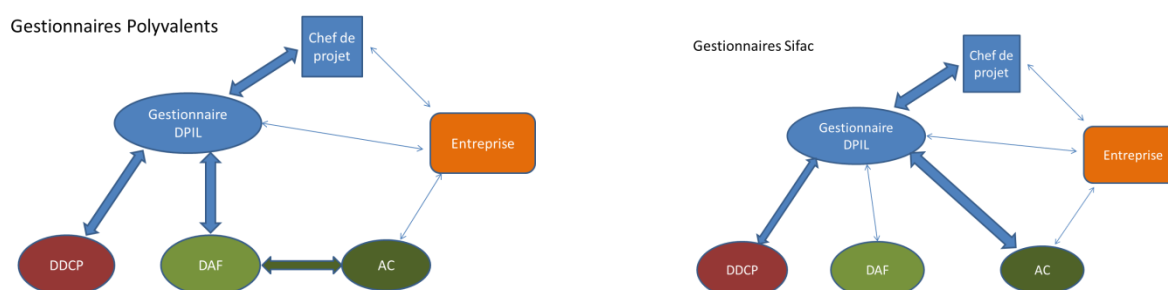 Gestionnaires Polyvalents
Chef de
projet
Gestionnaire
DPIL
Entreprise
DDCP
DAF
AC
Gestionnaires Sifac
Chef de
projet
Gestionnaire
DPIL
Entreprise
DDCP
DAF
AC